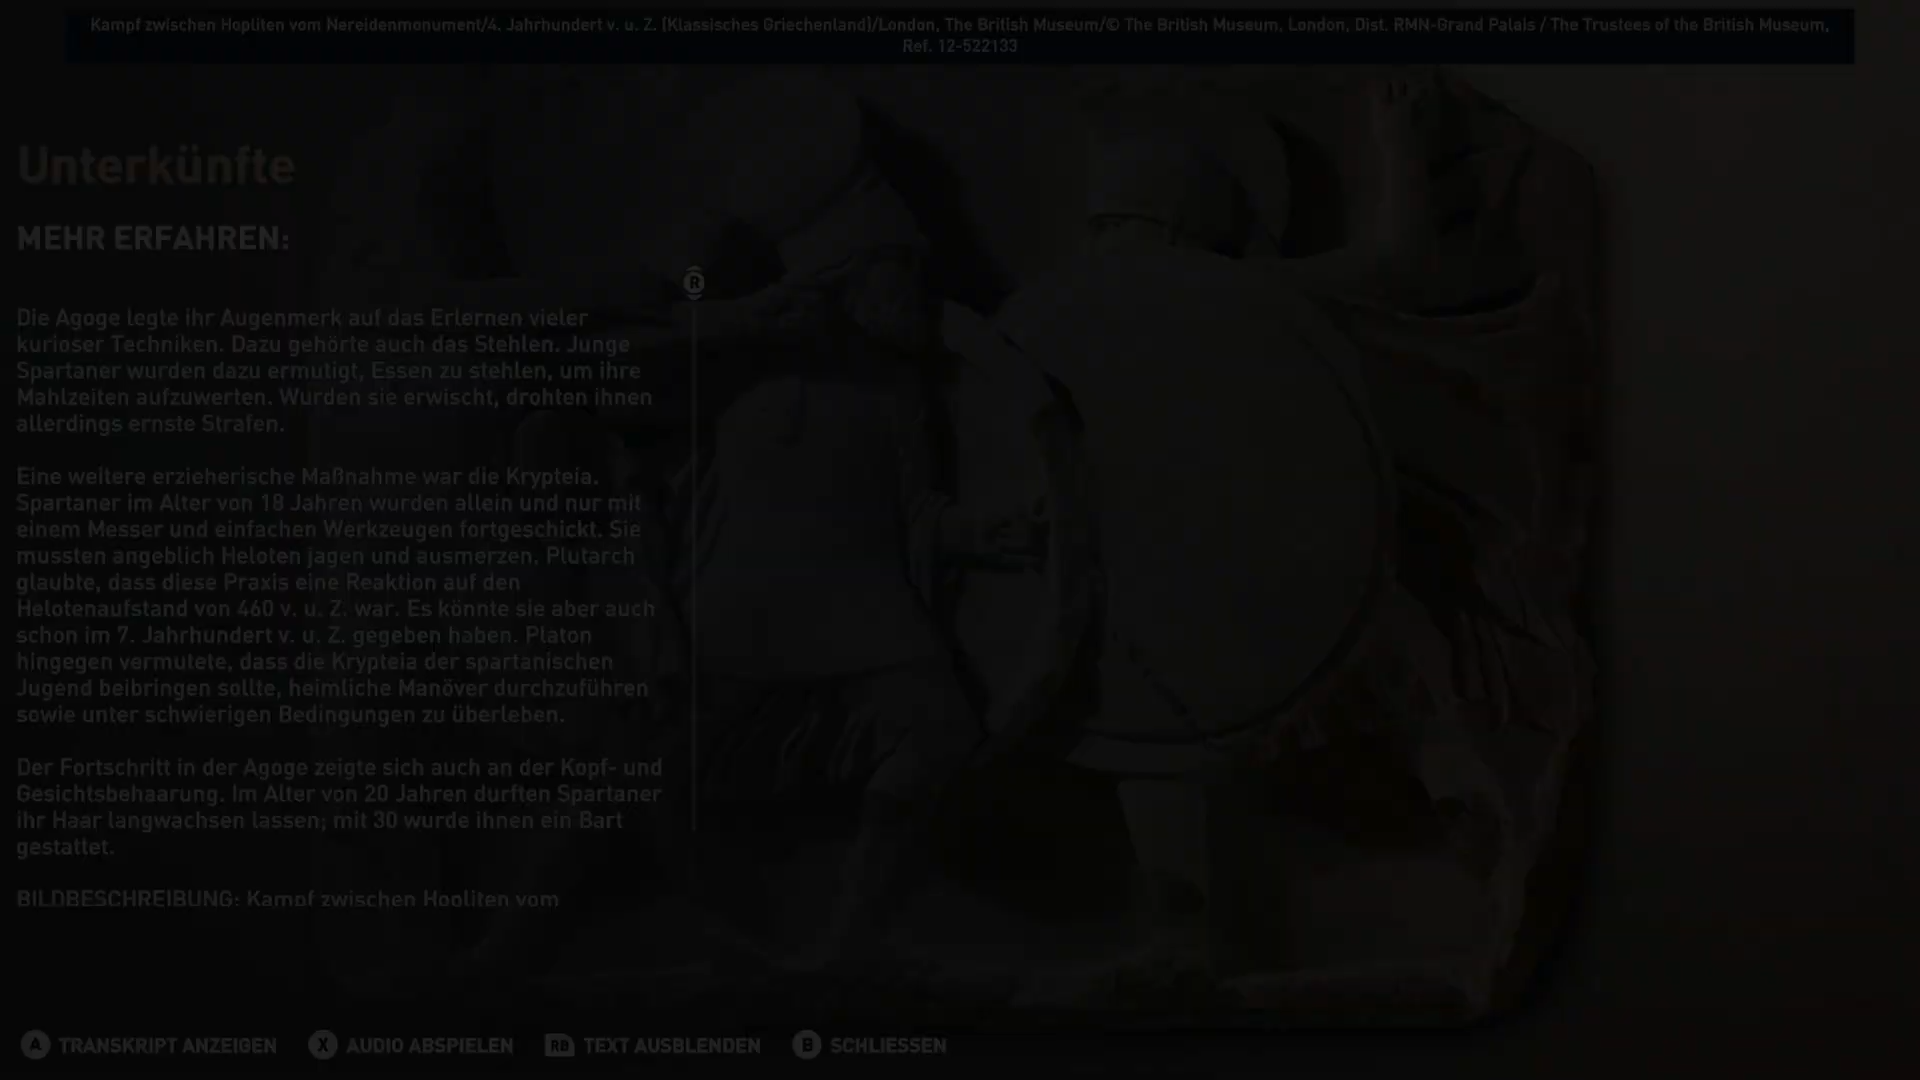 Kampf zwischen Hopliten vom Nereidenmonument/4. Jahrhundert v. u. Z. (Klassisches Griechenland)/London, The British Museum/© The British Museum, London, Dist. RMN-Grand Palais / The Trustees of the British Museum,
Ref. 12-522133
Unterkünfte
MEHR ERFAHREN:
R
Die Agoge legte ihr Augenmerk auf das Erlernen vieler
kurioser Techniken. Dazu gehörte auch das Stehlen. Junge
Spartaner wurden dazu ermutigt, Essen zu stehlen, um ihre
Mahlzeiten aufzuwerten. Wurden sie erwischt, drohten ihnen
allerdings ernste Strafen.
Eine weitere erzieherische Maßnahme war die Krypteia.
Spartaner im Alter von 18 Jahren wurden allein und nur mit
einem Messer und einfachen Werkzeugen fortgeschickt. Sie
mussten angeblich Heloten jagen und ausmerzen. Plutarch
glaubte, dass diese Praxis eine Reaktion auf den
Helotenaufstand von 460 v. u. Z. war. Es könnte sie aber auch
schon im 7. Jahrhundert v. u. Z. gegeben haben. Platon
hingegen vermutete, dass die Krypteia der spartanischen
Jugend beibringen sollte, heimliche Manöver durchzuführen
sowie unter schwierigen Bedingungen zu überleben.
Der Fortschritt in der Agoge zeigte sich auch an der Kopf- und
Gesichtsbehaarung. Im Alter von 20 Jahren durften Spartaner
ihr Haar langwachsen lassen; mit 30 wurde ihnen ein Bart
gestattet.
BILDBESCHREIBUNG: Kampf zwischen Hopliten vom
A TRANSKRIPT ANZEIGEN X AUDIO ABSPIELEN RB TEXT AUSBLENDEN B SCHLIESSEN